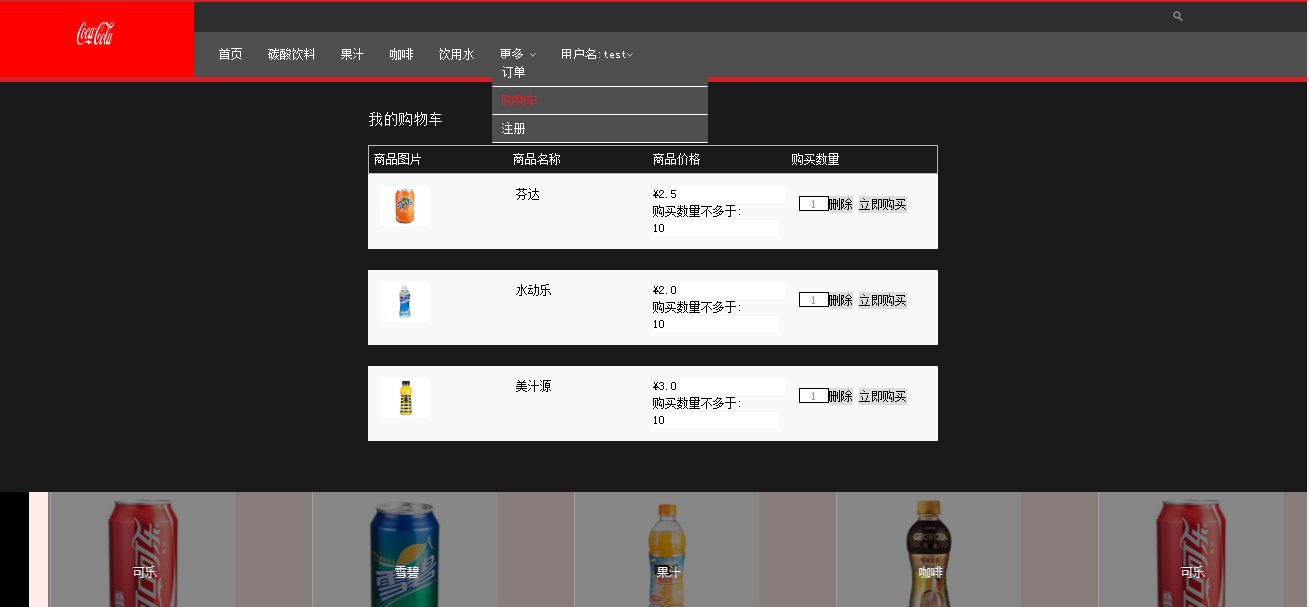 Coca-Cola
首页 碳酸饮料 果汁 咖啡 饮用水 更多 用户名:test
订单
购物车
注册
我的购物车
商品图片 商品名称 商品价格 购买数量
芬达 ¥2.5
购买数量不多于:
10
1 删除 立即购买
水动乐 ¥2.0
购买数量不多于:
10
1 删除 立即购买
美汁源 ¥3.0
购买数量不多于:
10
1 删除 立即购买
可乐 雪碧 果汁 咖啡 可乐
雪碧
GEORGIA